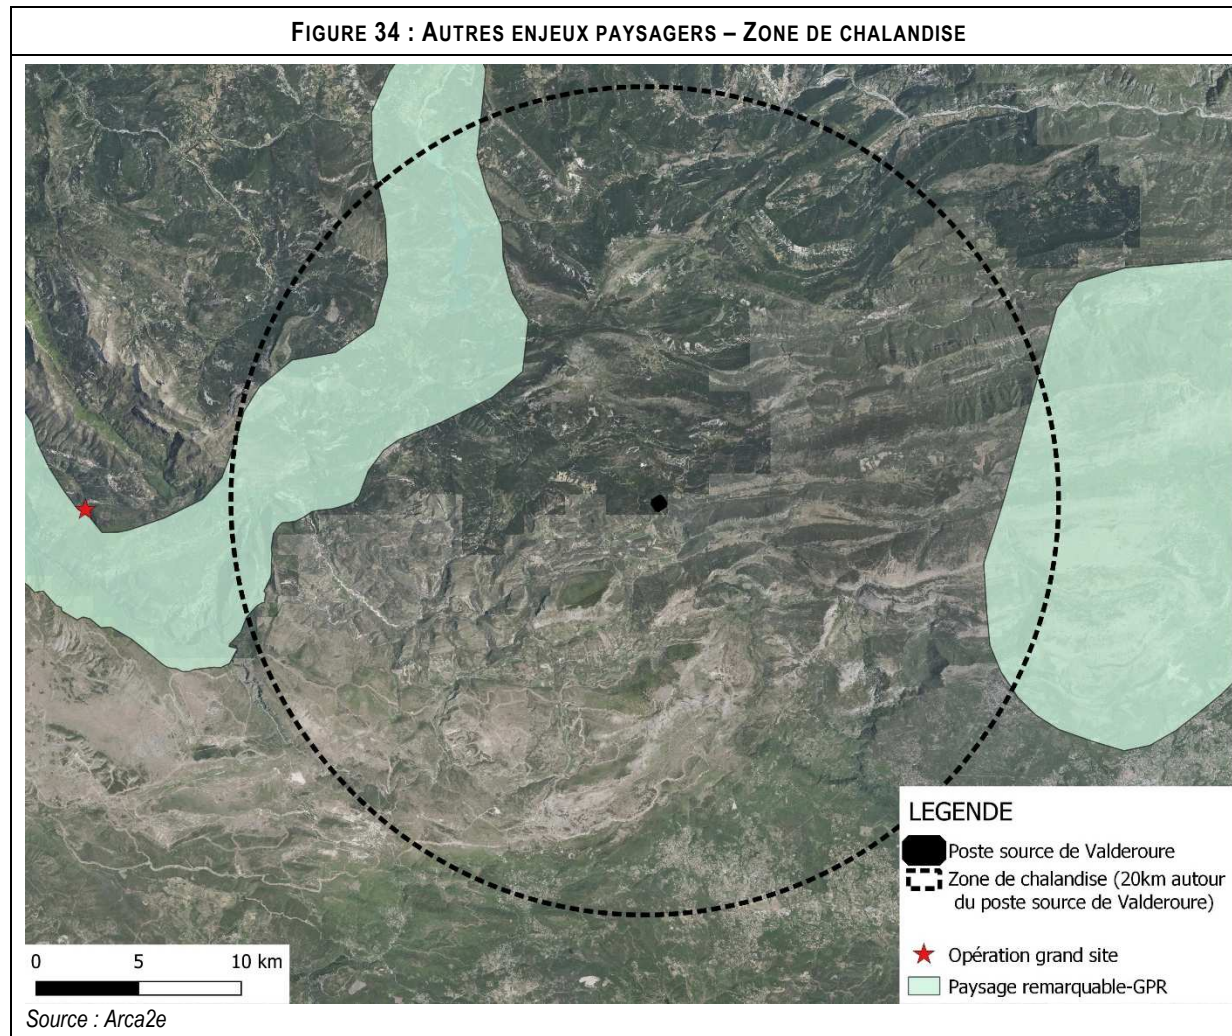 FIGURE 34 : AUTRES ENJEUX PAYSAGERS – ZONE DE CHALANDISE
LEGENDE
Poste source de Valderoure
Zone de chalandise (20km autour
du poste source de Valderoure)
Opération grand site
Paysage remarquable-GPR
0 5 10 km
Source : Arca2e